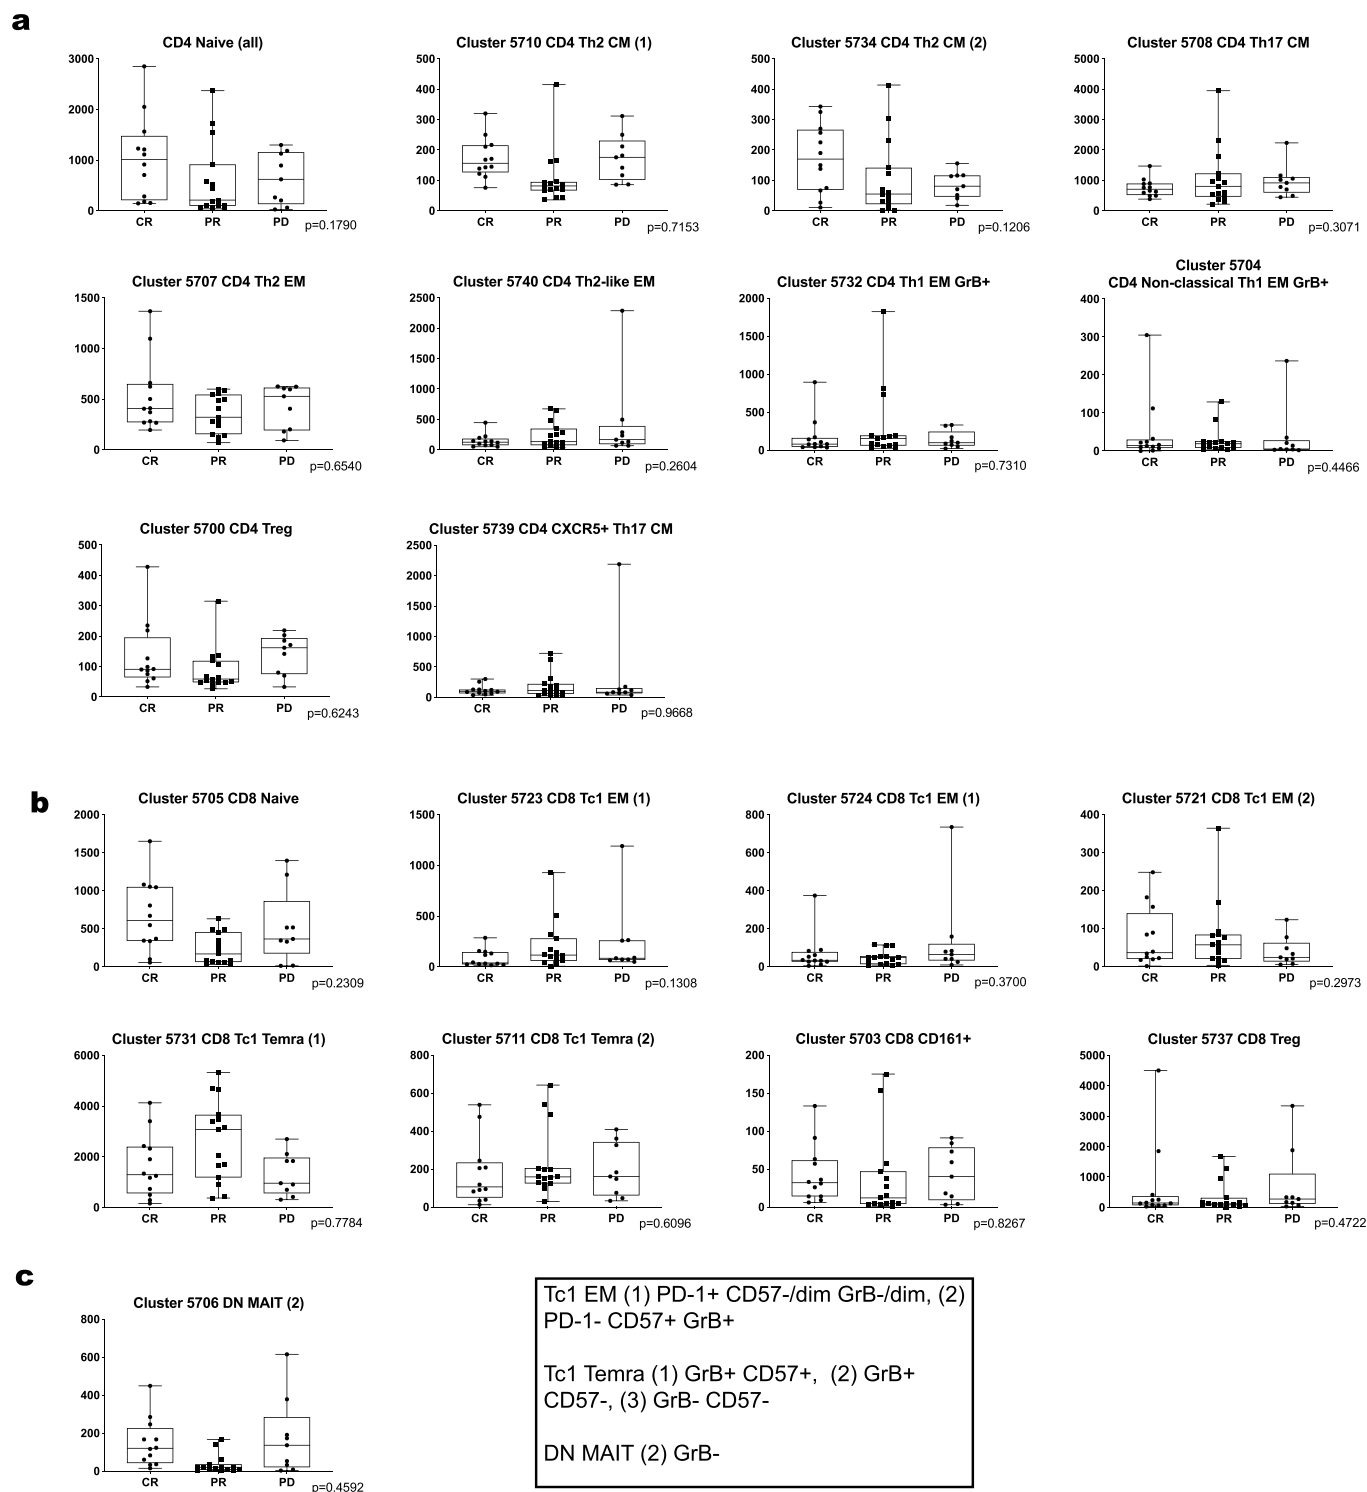 a
CD4 Naive (all)
3000
2000
1000
0
CR PR PD
p=0.1790
Cluster 5710 CD4 Th2 CM (1)
500
400
300
200
100
0
CR PR PD
p=0.7153
Cluster 5734 CD4 Th2 CM (2)
500
400
300
200
100
0
CR PR PD
p=0.1206
Cluster 5708 CD4 Th17 CM
5000
4000
3000
2000
1000
0
CR PR PD
p=0.3071
Cluster 5707 CD4 Th2 EM
1500
1000
500
0
CR PR PD
p=0.6540
Cluster 5740 CD4 Th2-like EM
2500
2000
1500
1000
500
0
CR PR PD
p=0.2604
Cluster 5732 CD4 Th1 EM GrB+
2000
1500
1000
500
0
CR PR PD
p=0.7310
Cluster 5704
CD4 Non-classical Th1 EM GrB+
400
300
200
100
0
CR PR PD
p=0.4466
Cluster 5700 CD4 Treg
500
400
300
200
100
0
CR PR PD
p=0.6243
Cluster 5739 CD4 CXCR5+ Th17 CM
2500
2000
1500
1000
500
0
CR PR PD
p=0.9668
b
Cluster 5705 CD8 Naive
2000
1500
1000
500
0
CR PR PD
p=0.2309
Cluster 5723 CD8 Tc1 EM (1)
1500
1000
500
0
CR PR PD
p=0.1308
Cluster 5724 CD8 Tc1 EM (1)
800
600
400
200
0
CR PR PD
p=0.3700
Cluster 5721 CD8 Tc1 EM (2)
400
300
200
100
0
CR PR PD
p=0.2973
Cluster 5731 CD8 Tc1 Temra (1)
6000
4000
2000
0
CR PR PD
p=0.7784
Cluster 5711 CD8 Tc1 Temra (2)
800
600
400
200
0
CR PR PD
p=0.6096
Cluster 5703 CD8 CD161+
200
150
100
50
0
CR PR PD
p=0.8267
Cluster 5737 CD8 Treg
5000
4000
3000
2000
1000
0
CR PR PD
p=0.4722
c
Cluster 5706 DN MAIT (2)
800
600
400
200
0
CR PR PD
p=0.4592
Tc1 EM (1) PD-1+ CD57-/dim GrB-/dim, (2)
PD-1- CD57+ GrB+
Tc1 Temra (1) GrB+ CD57+, (2) GrB+
CD57-, (3) GrB- CD57-
DN MAIT (2) GrB-